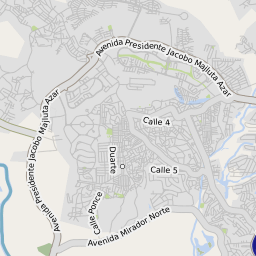 Avenida Presidente Jacobo Majluta Azar
Calle 4
Avenida Presidente Jacobo Majluta Azar
Duarte
Calle 5
Calle Ponce
Avenida Mirador Norte